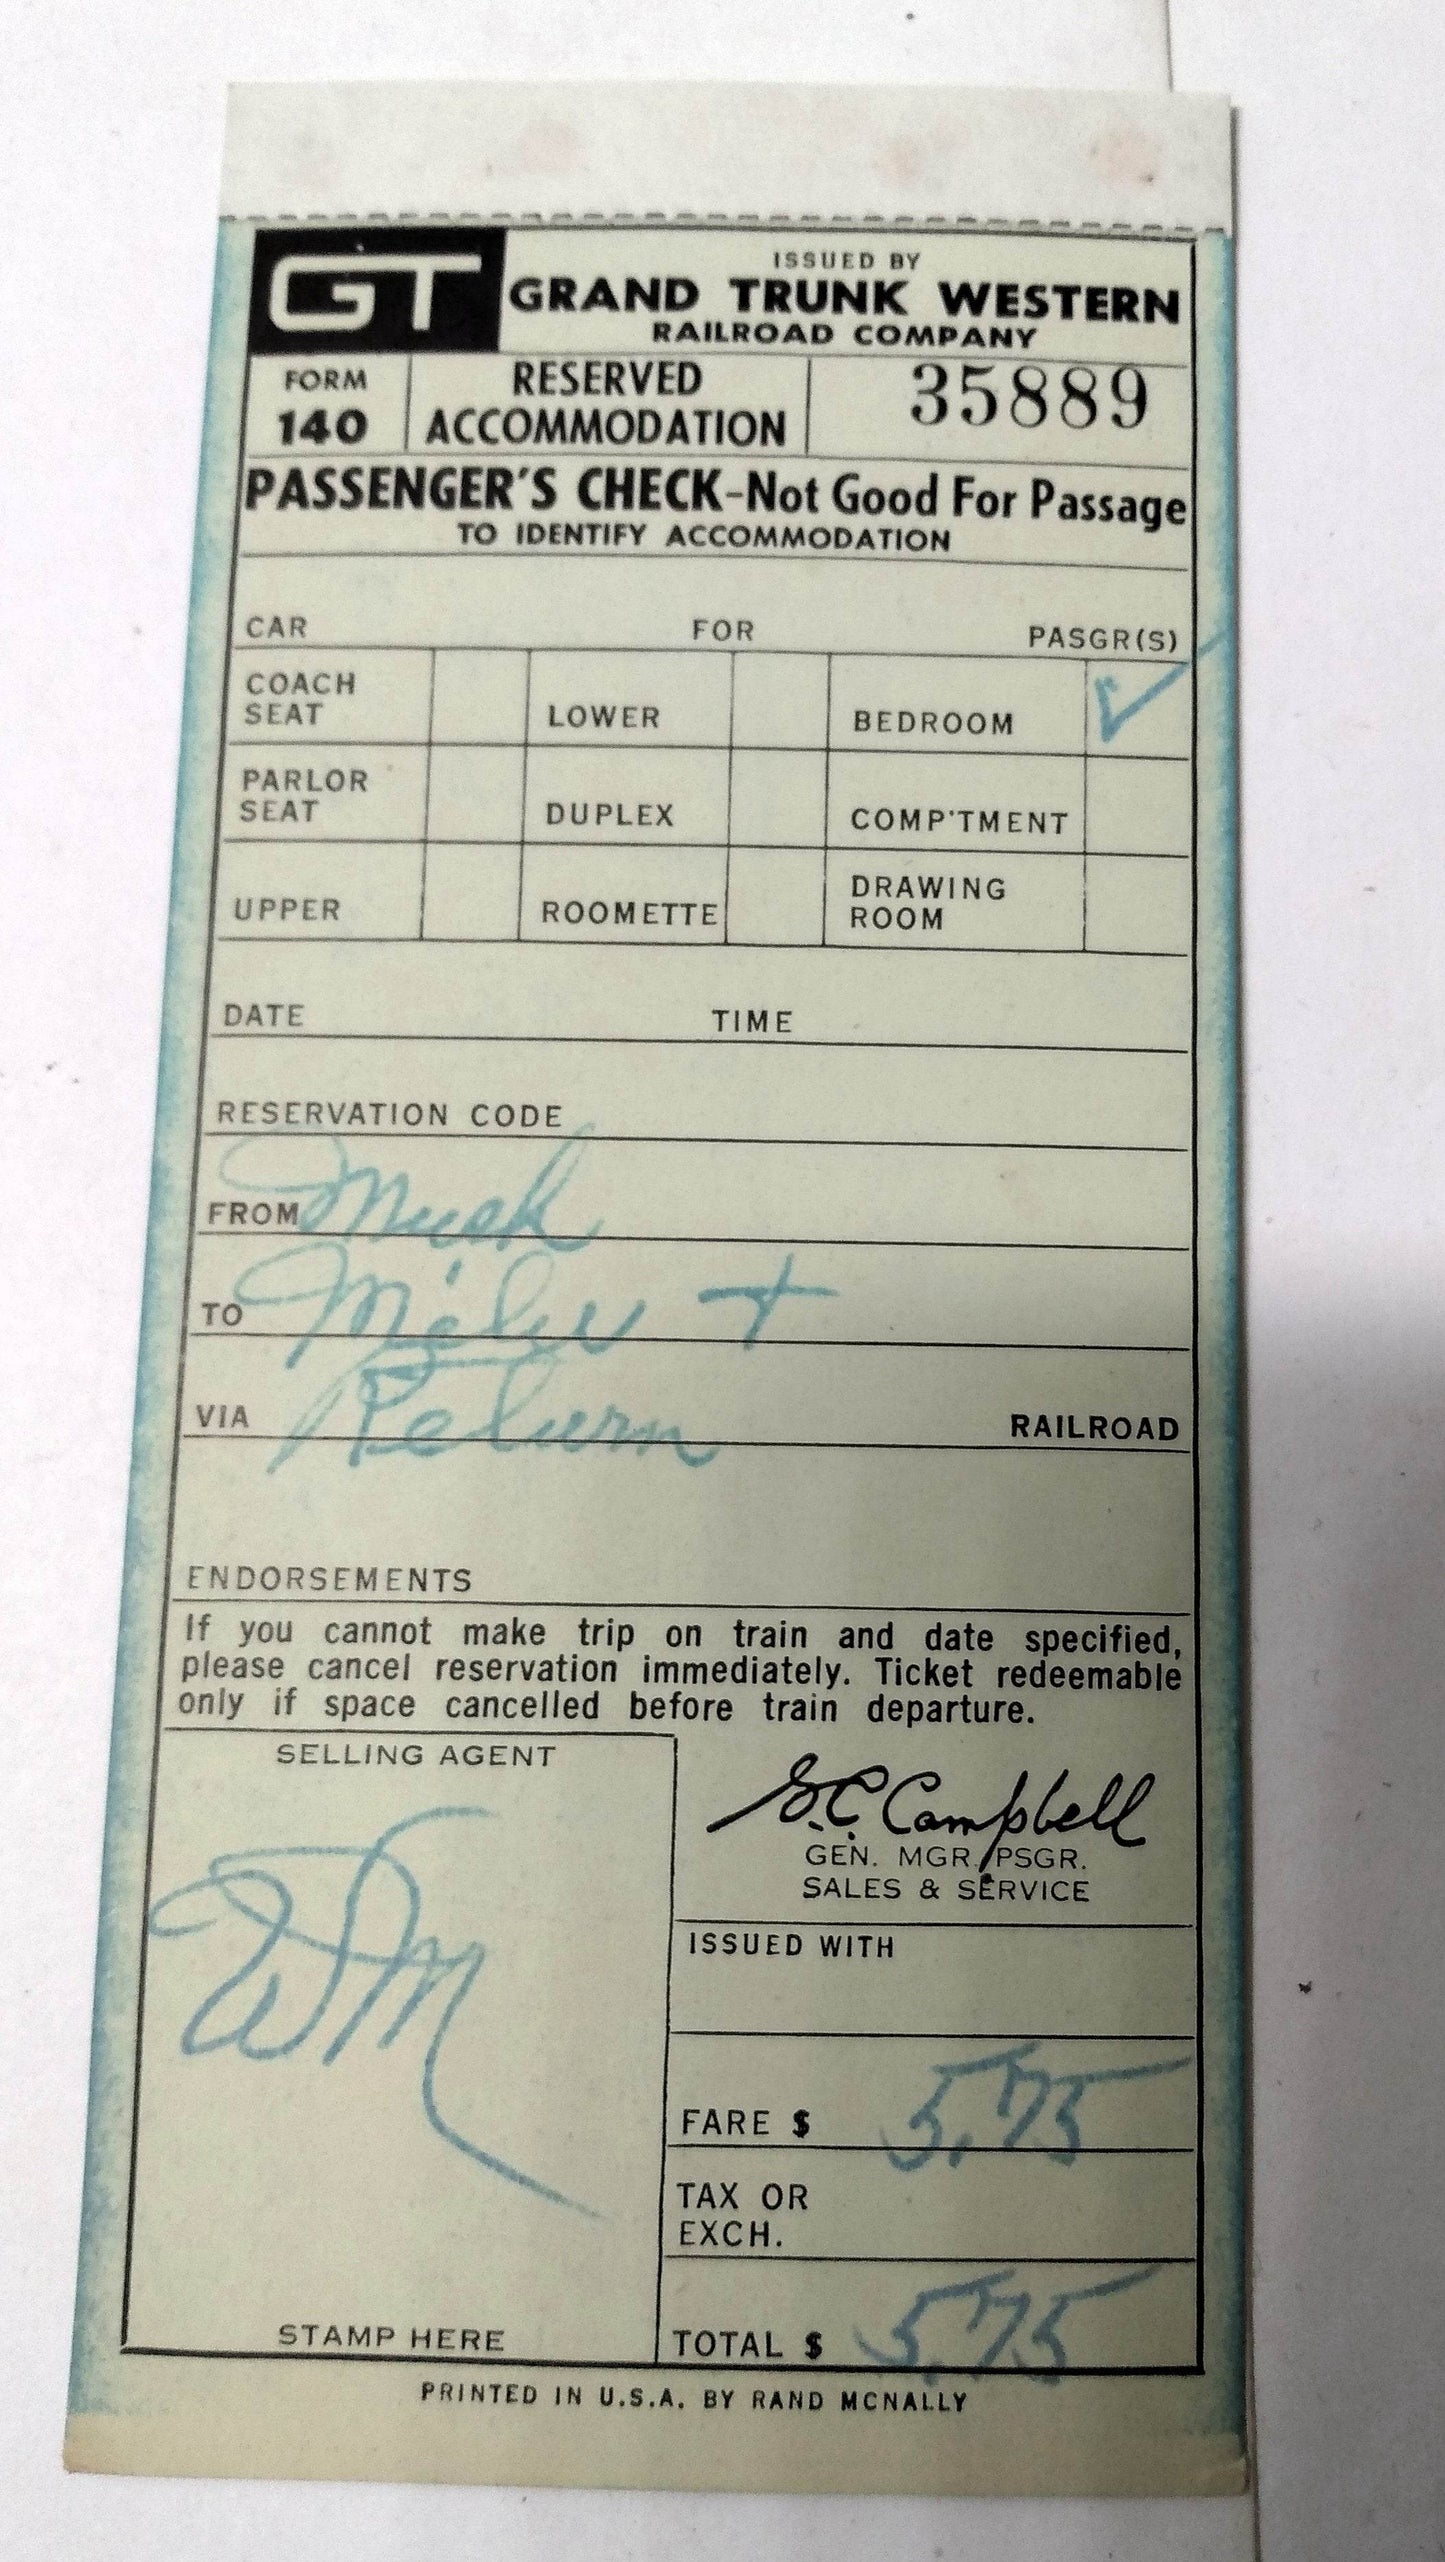 GT
ISSUED BY
GRAND TRUNK WESTERN
RAILROAD COMPANY
FORM 140
RESERVED ACCOMMODATION
35889
PASSENGER'S CHECK-Not Good For Passage
TO IDENTIFY ACCOMMODATION
CAR FOR PASGR(S)
COACH SEAT LOWER BEDROOM ✓
PARLOR SEAT DUPLEX COMP'TMENT
UPPER ROOMETTE DRAWING ROOM
DATE TIME
RESERVATION CODE
FROM
TO +
VIA Return RAILROAD
ENDORSEMENTS
If you cannot make trip on train and date specified,
please cancel reservation immediately. Ticket redeemable
only if space cancelled before train departure.
SELLING AGENT
STAMP HERE
G.C. Campbell
GEN. MGR. PSGR.
SALES & SERVICE
ISSUED WITH
FARE $ 5.75
TAX OR
EXCH.
TOTAL $ 5.75
PRINTED IN U.S.A. BY RAND MCNALLY